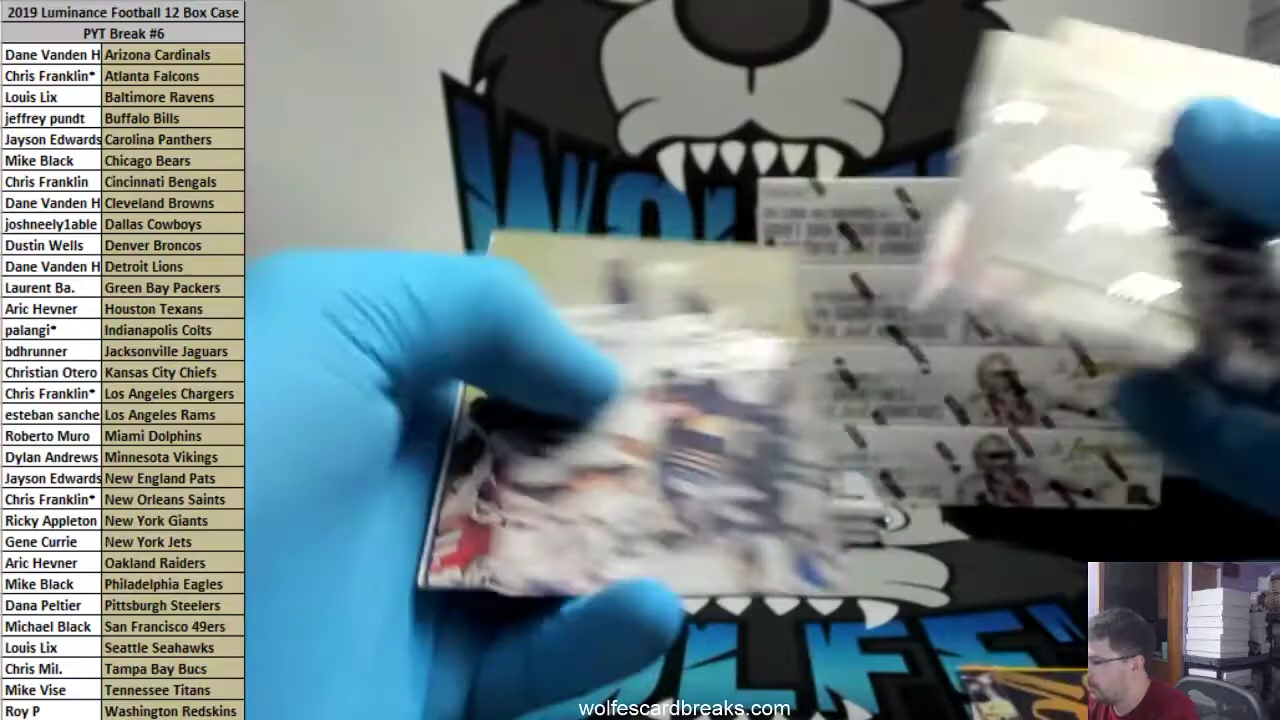 2019 Luminance Football 12 Box Case
PYT Break #6
Dane Vanden H Arizona Cardinals
Chris Franklin* Atlanta Falcons
Louis Lix Baltimore Ravens
jeffrey pundt Buffalo Bills
Jayson Edwards Carolina Panthers
Mike Black Chicago Bears
Chris Franklin Cincinnati Bengals
Dane Vanden H Cleveland Browns
joshneely1able Dallas Cowboys
Dustin Wells Denver Broncos
Dane Vanden H Detroit Lions
Laurent Ba. Green Bay Packers
Aric Hevner Houston Texans
palangi* Indianapolis Colts
bdhrunner Jacksonville Jaguars
Christian Otero Kansas City Chiefs
Chris Franklin* Los Angeles Chargers
esteban sanche Los Angeles Rams
Roberto Muro Miami Dolphins
Dylan Andrews Minnesota Vikings
Jayson Edwards New England Pats
Chris Franklin* New Orleans Saints
Ricky Appleton New York Giants
Gene Currie New York Jets
Aric Hevner Oakland Raiders
Mike Black Philadelphia Eagles
Dana Peltier Pittsburgh Steelers
Michael Black San Francisco 49ers
Louis Lix Seattle Seahawks
Chris Mil. Tampa Bay Bucs
Mike Vise Tennessee Titans
Roy P Washington Redskins
wolfescardbreaks.com